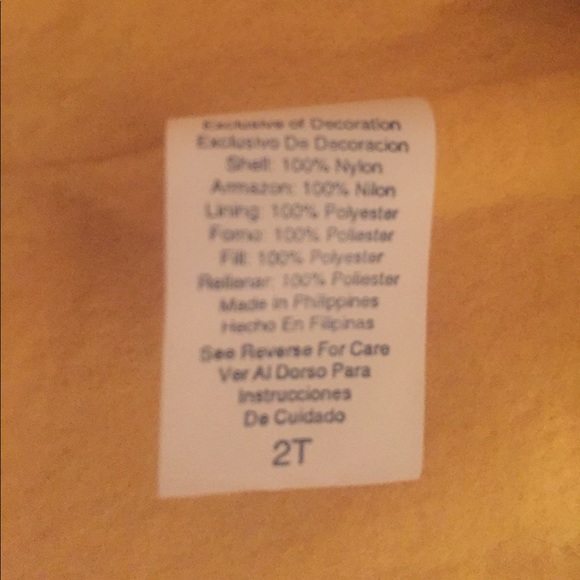 Exclusive of Decoration
Exclusivo De Decoracion
Shell: 100% Nylon
Armazon: 100% Nilon
Lining: 100% Polyester
Forro: 100% Poliester
Fill: 100% Polyester
Rellenar: 100% Poliester
Made in Philippines
Hecho En Filipinas
See Reverse For Care
Ver Al Dorso Para
Instrucciones
De Cuidado
2T